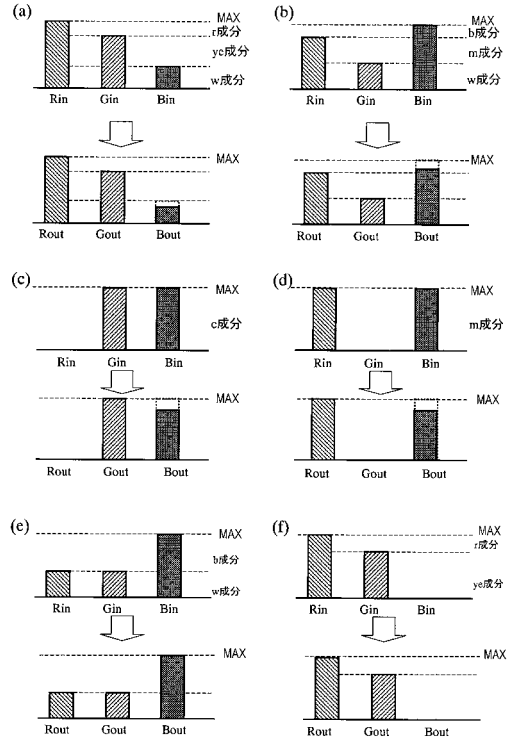 (a)
MAX
r成分
ye成分
w成分
Rin Gin Bin
MAX
Rout Gout Bout
(b)
MAX
b成分
m成分
w成分
Rin Gin Bin
MAX
Rout Gout Bout
(c)
MAX
c成分
Rin Gin Bin
MAX
Rout Gout Bout
(d)
MAX
m成分
Rin Gin Bin
MAX
Rout Gout Bout
(e)
MAX
b成分
w成分
Rin Gin Bin
MAX
Rout Gout Bout
(f)
MAX
r成分
ye成分
Rin Gin Bin
MAX
Rout Gout Bout